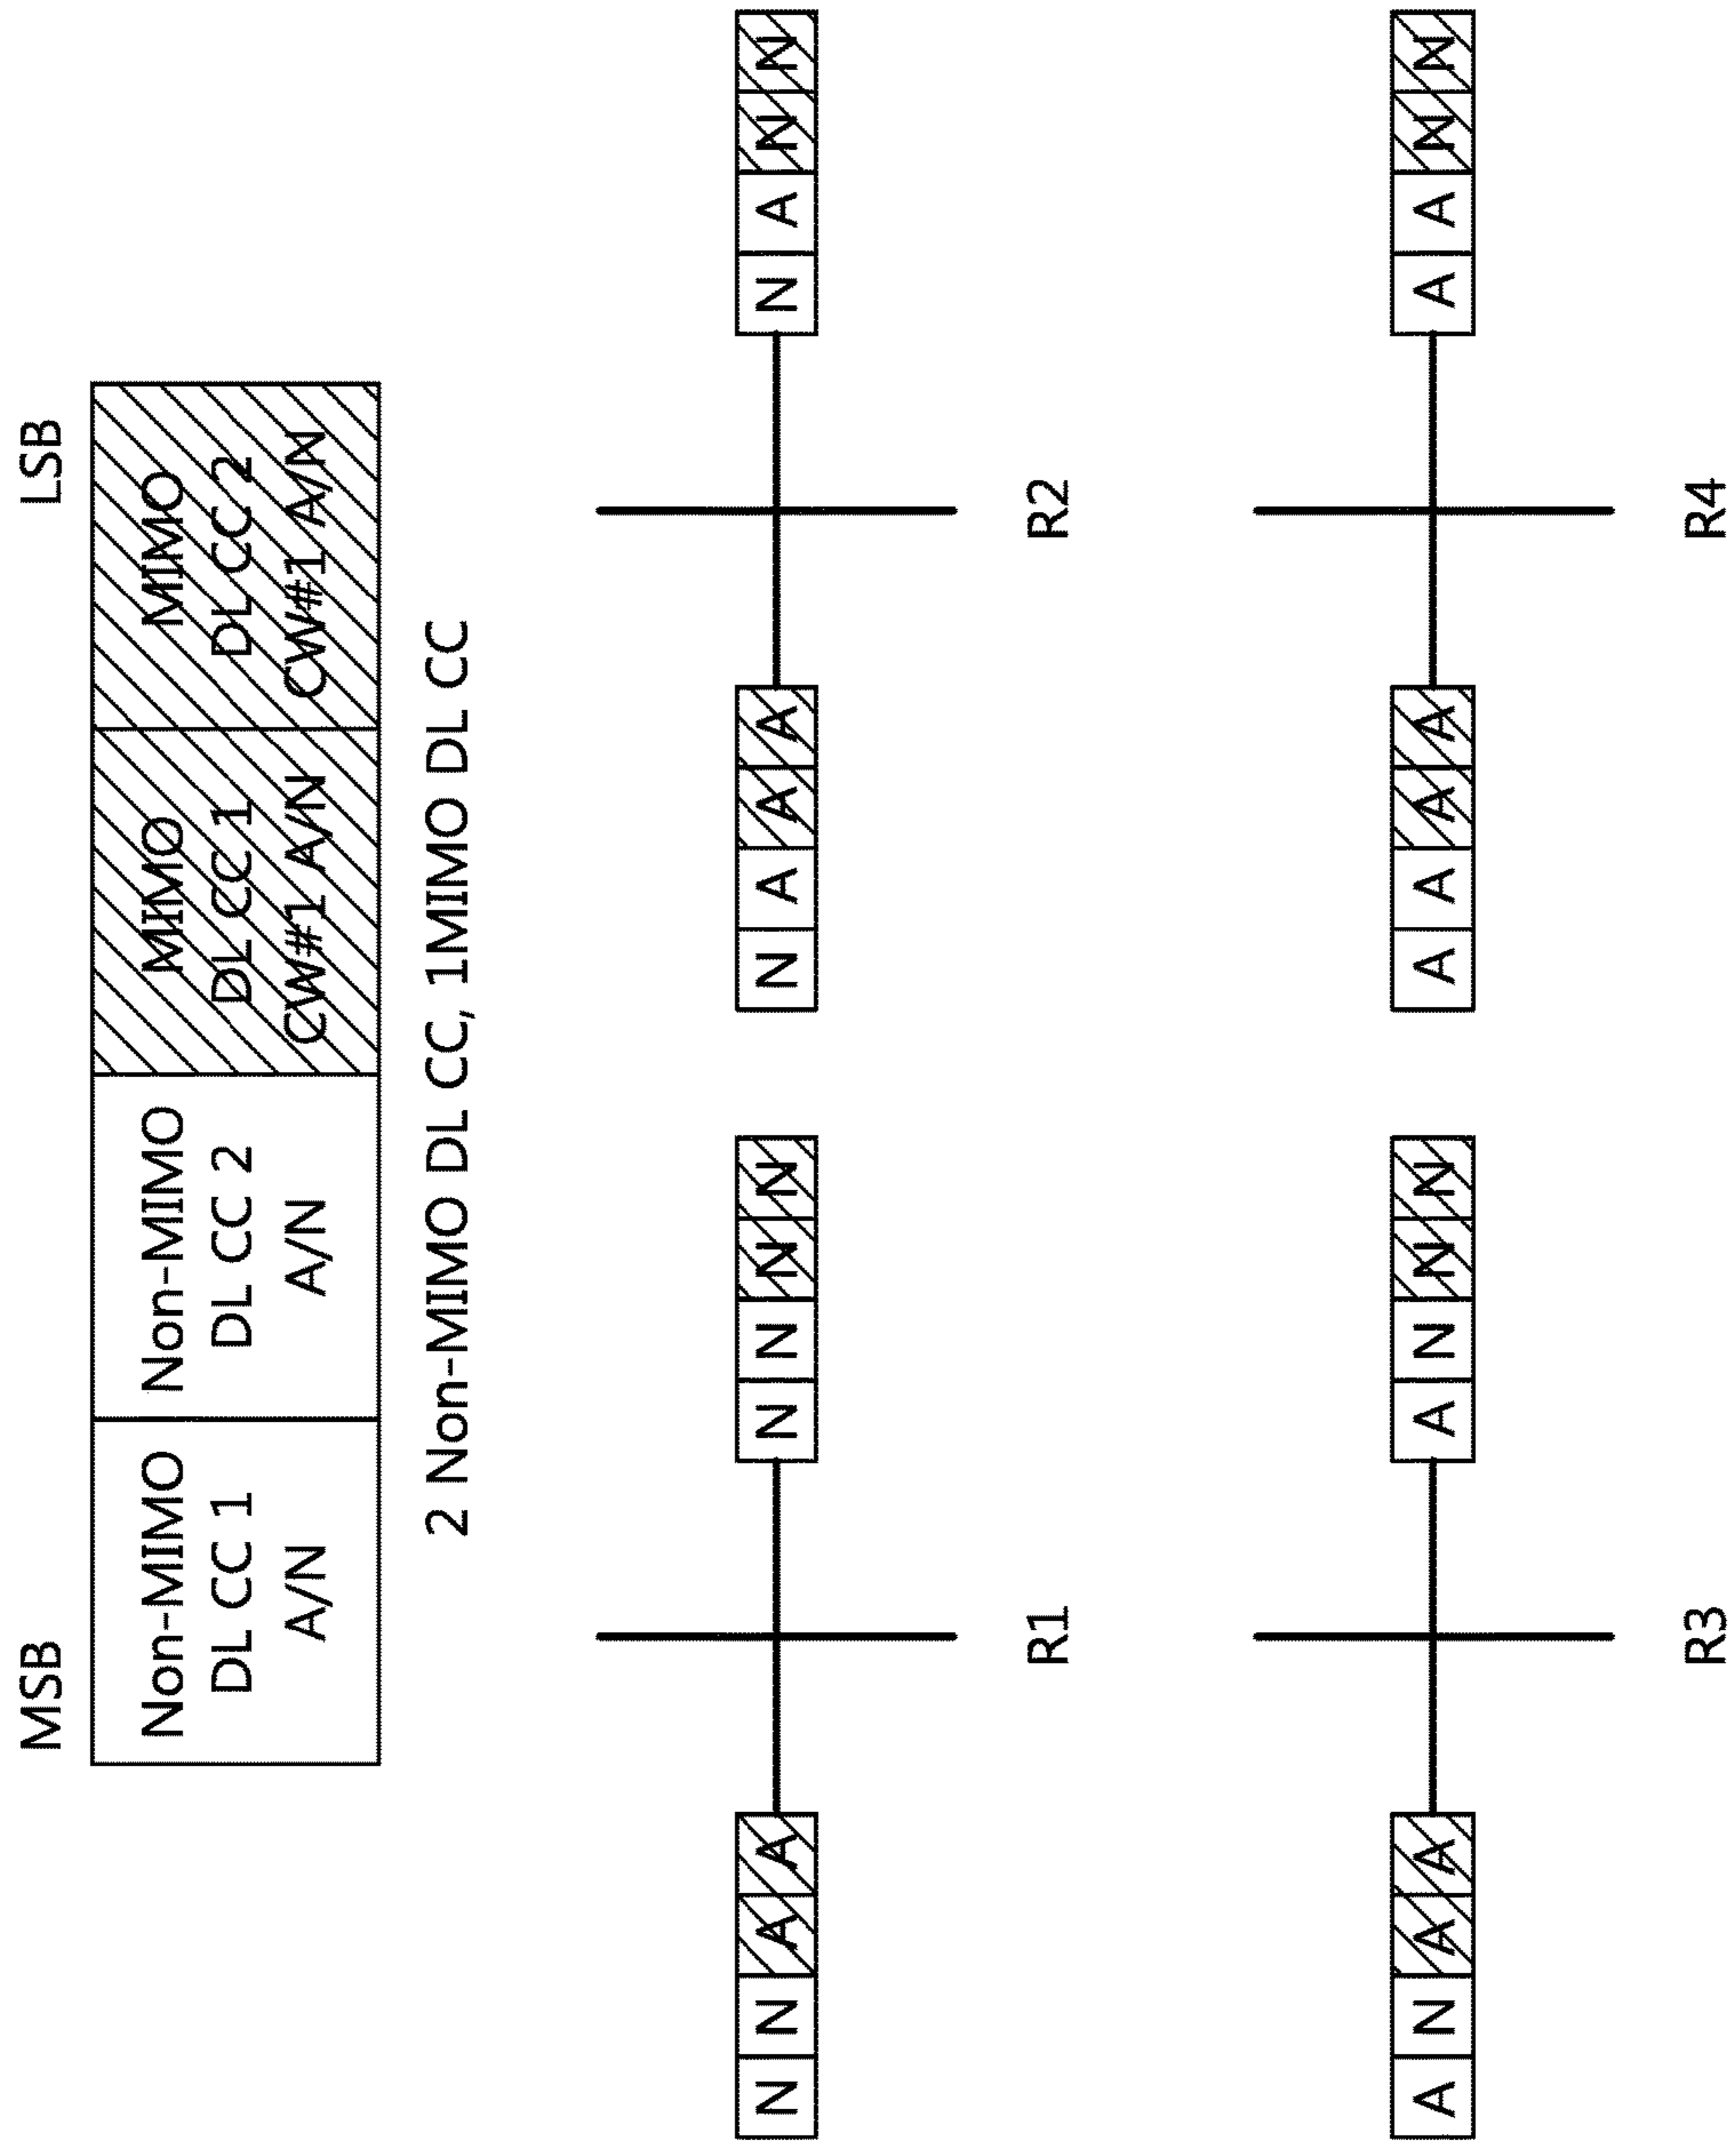 MSB LSB
Non-MIMO
DL CC 1
A/N
Non-MIMO
DL CC 2
A/N
MIMO
DL CC 1
CW#1 A/N
MIMO
DL CC 2
CW#1 A/N
2 Non-MIMO DL CC, 1MIMO DL CC
N N A A
N N N N
R1
N A A A
N A N N
R2
A N A A
A N N N
R3
A A A A
A A N N
R4